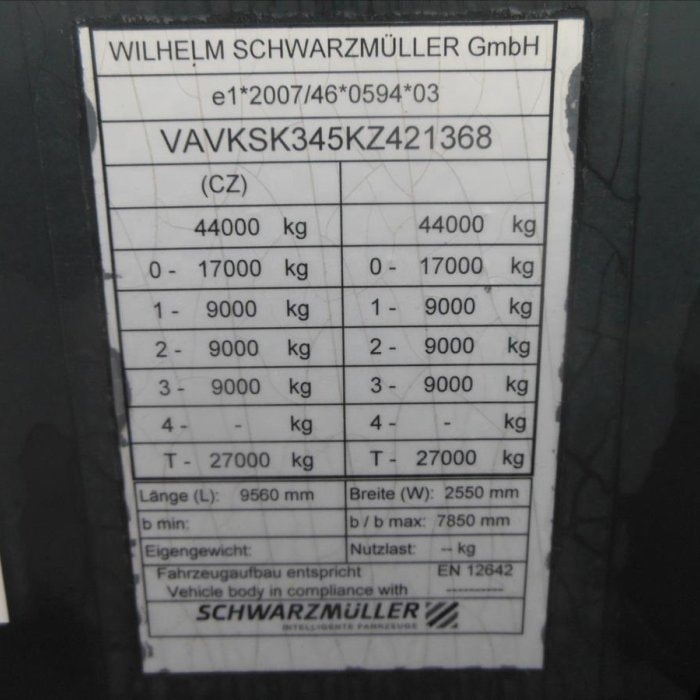 WILHELM SCHWARZMÜLLER GmbH
e1*2007/46*0594*03
VAVKSK345KZ421368
(CZ)
44000 kg 44000 kg
0 - 17000 kg 0 - 17000 kg
1 - 9000 kg 1 - 9000 kg
2 - 9000 kg 2 - 9000 kg
3 - 9000 kg 3 - 9000 kg
4 - - kg 4 - - kg
T - 27000 kg T - 27000 kg
Länge (L): 9560 mm Breite (W): 2550 mm
b min: b / b max: 7850 mm
Eigengewicht: Nutzlast: -- kg
Fahrzeugaufbau entspricht EN 12642
Vehicle body in compliance with ----------
SCHWARZMÜLLER
INTELLIGENTE FAHRZEUGE